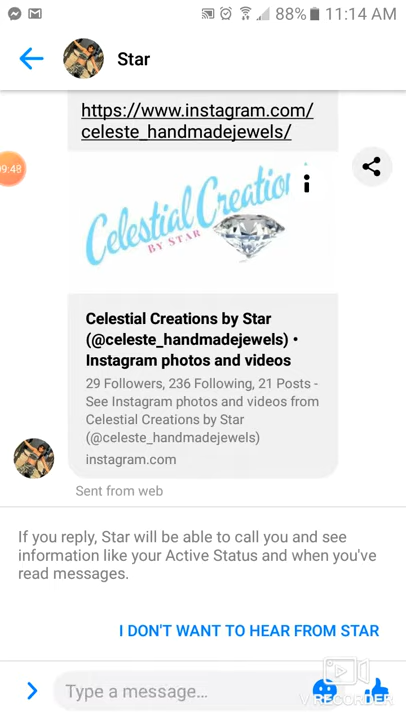 88% 11:14 AM
Star
https://www.instagram.com/
celeste_handmadejewels/
09:48
Celestial Creation
BY STAR
Celestial Creations by Star
(@celeste_handmadejewels) •
Instagram photos and videos
29 Followers, 236 Following, 21 Posts -
See Instagram photos and videos from
Celestial Creations by Star
(@celeste_handmadejewels)
instagram.com
Sent from web
If you reply, Star will be able to call you and see
information like your Active Status and when you've
read messages.
I DON'T WANT TO HEAR FROM STAR
Type a message...
V RECORDER